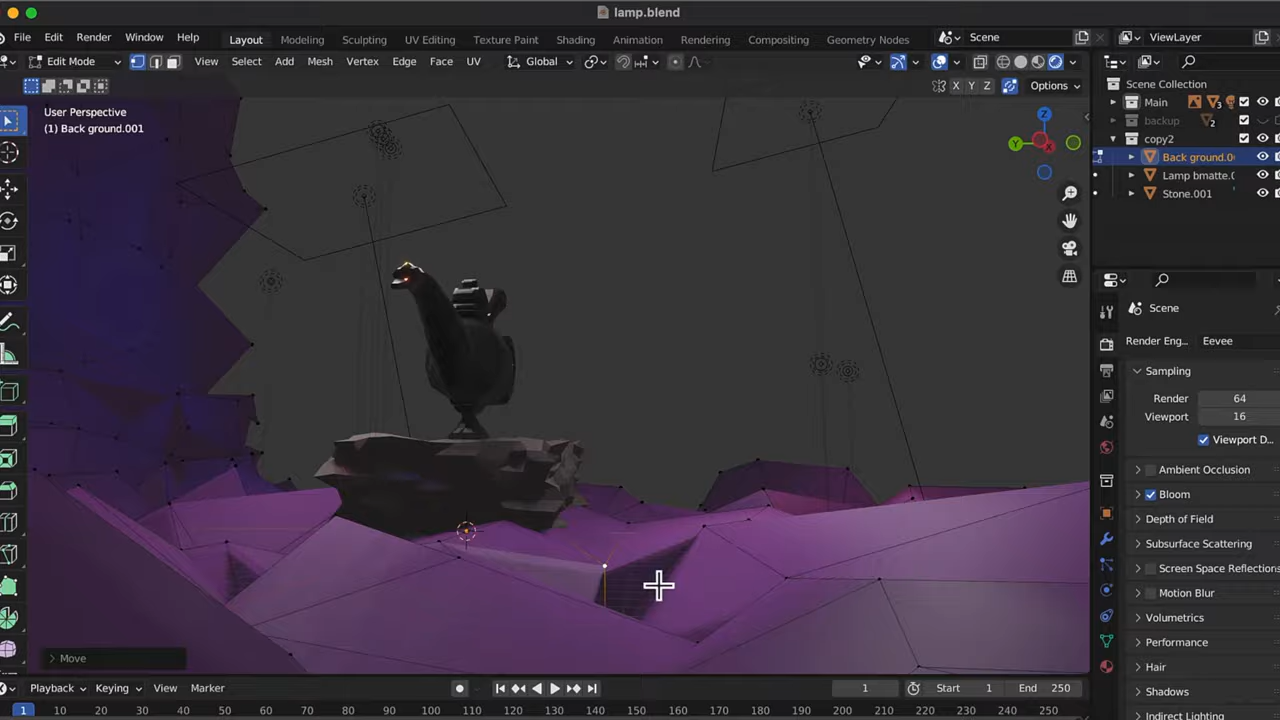 lamp.blend
File Edit Render Window Help Layout Modeling Sculpting UV Editing Texture Paint Shading Animation Rendering Compositing Geometry Nodes Scene ViewLayer
Edit Mode View Select Add Mesh Vertex Edge Face UV Global
X Y Z Options
User Perspective
(1) Back ground.001
Z
Y
X
Scene Collection
Main 3
backup 2
copy2
Back ground.0
Lamp bmatte.0
Stone.001
Scene
Render Eng... Eevee
Sampling
Render 64
Viewport 16
Viewport D...
Ambient Occlusion
Bloom
Depth of Field
Subsurface Scattering
Screen Space Reflections
Motion Blur
Volumetrics
Performance
Hair
Shadows
Indirect Lighting
Move
Playback Keying View Marker 1 Start 1 End 250
1 10 20 30 40 50 60 70 80 90 100 110 120 130 140 150 160 170 180 190 200 210 220 230 240 250